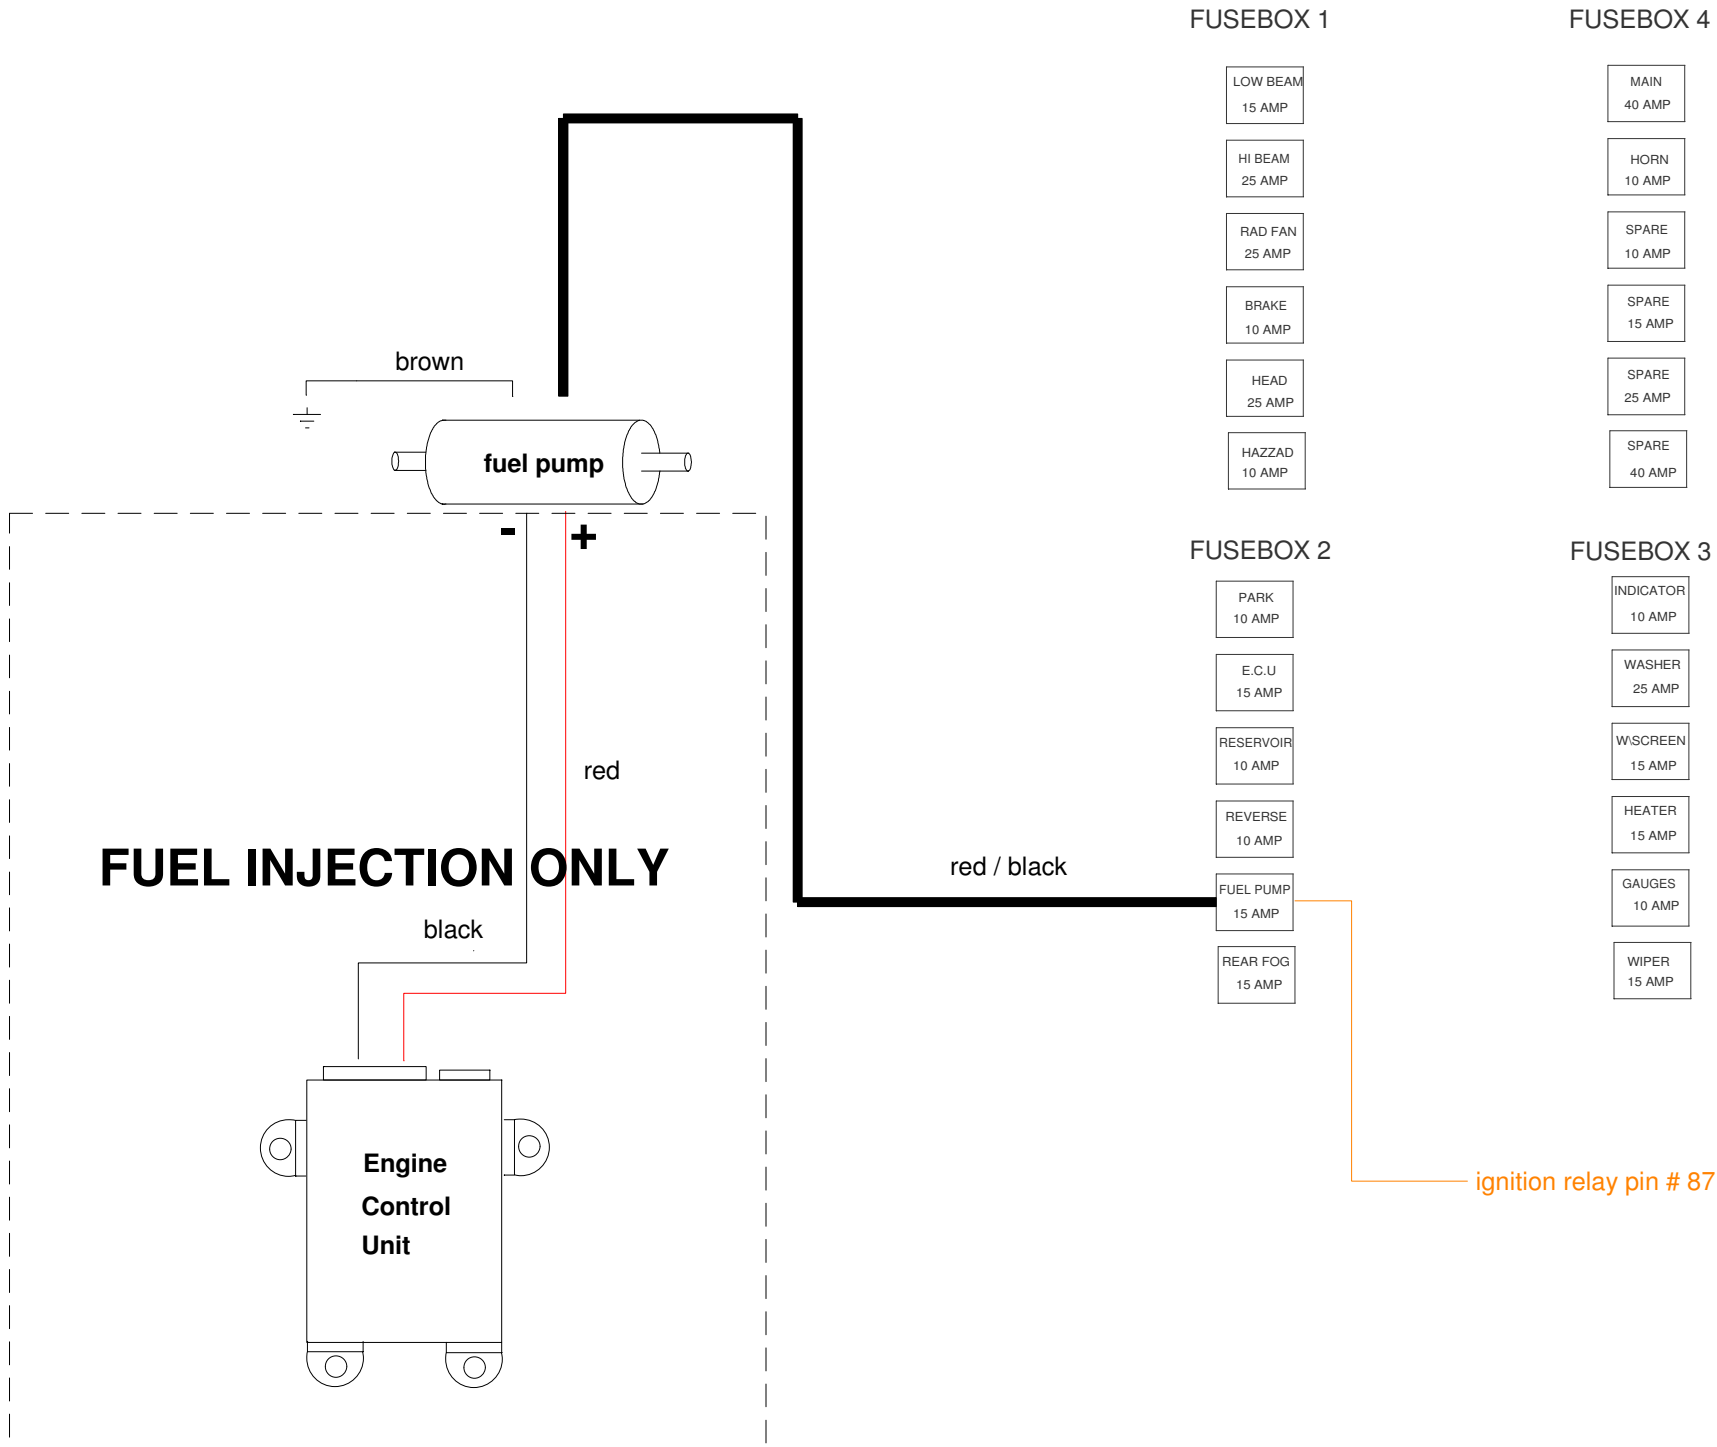 FUSEBOX 1
LOW BEAM
15 AMP
HI BEAM
25 AMP
RAD FAN
25 AMP
BRAKE
10 AMP
HEAD
25 AMP
HAZZAD
10 AMP
FUSEBOX 4
MAIN
40 AMP
HORN
10 AMP
SPARE
10 AMP
SPARE
15 AMP
SPARE
25 AMP
SPARE
40 AMP
brown
fuel pump
- +
red
FUEL INJECTION ONLY
black
Engine
Control
Unit
red / black
FUSEBOX 2
PARK
10 AMP
E.C.U
15 AMP
RESERVOIR
10 AMP
REVERSE
10 AMP
FUEL PUMP
15 AMP
REAR FOG
15 AMP
FUSEBOX 3
INDICATOR
10 AMP
WASHER
25 AMP
W\SCREEN
15 AMP
HEATER
15 AMP
GAUGES
10 AMP
WIPER
15 AMP
ignition relay pin # 87